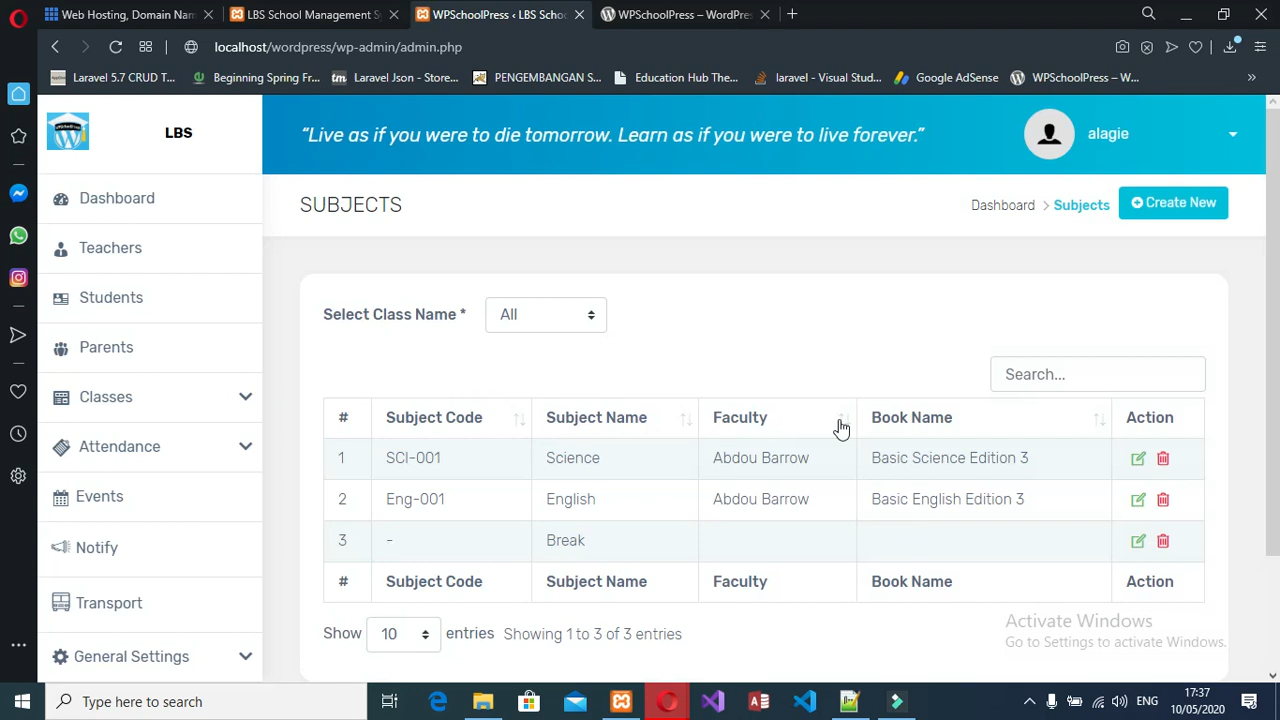 Web Hosting, Domain Nam
LBS School Management Sy
WPSchoolPress ‹ LBS Schoo
WPSchoolPress – WordPres
localhost/wordpress/wp-admin/admin.php
Laravel 5.7 CRUD T...
Beginning Spring Fr...
Laravel Json - Store...
PENGEMBANGAN S...
Education Hub The...
laravel - Visual Stud...
Google AdSense
WPSchoolPress – W...
LBS
“Live as if you were to die tomorrow. Learn as if you were to live forever.”
alagie
Dashboard
Teachers
Students
Parents
Classes
Attendance
Events
Notify
Transport
General Settings
SUBJECTS
Dashboard > Subjects
Create New
Select Class Name * All
Search...
# Subject Code Subject Name Faculty Book Name Action
1 SCI-001 Science Abdou Barrow Basic Science Edition 3
2 Eng-001 English Abdou Barrow Basic English Edition 3
3 - Break
# Subject Code Subject Name Faculty Book Name Action
Show 10 entries Showing 1 to 3 of 3 entries
Activate Windows
Go to Settings to activate Windows.
Type here to search
ENG
17:37
10/05/2020